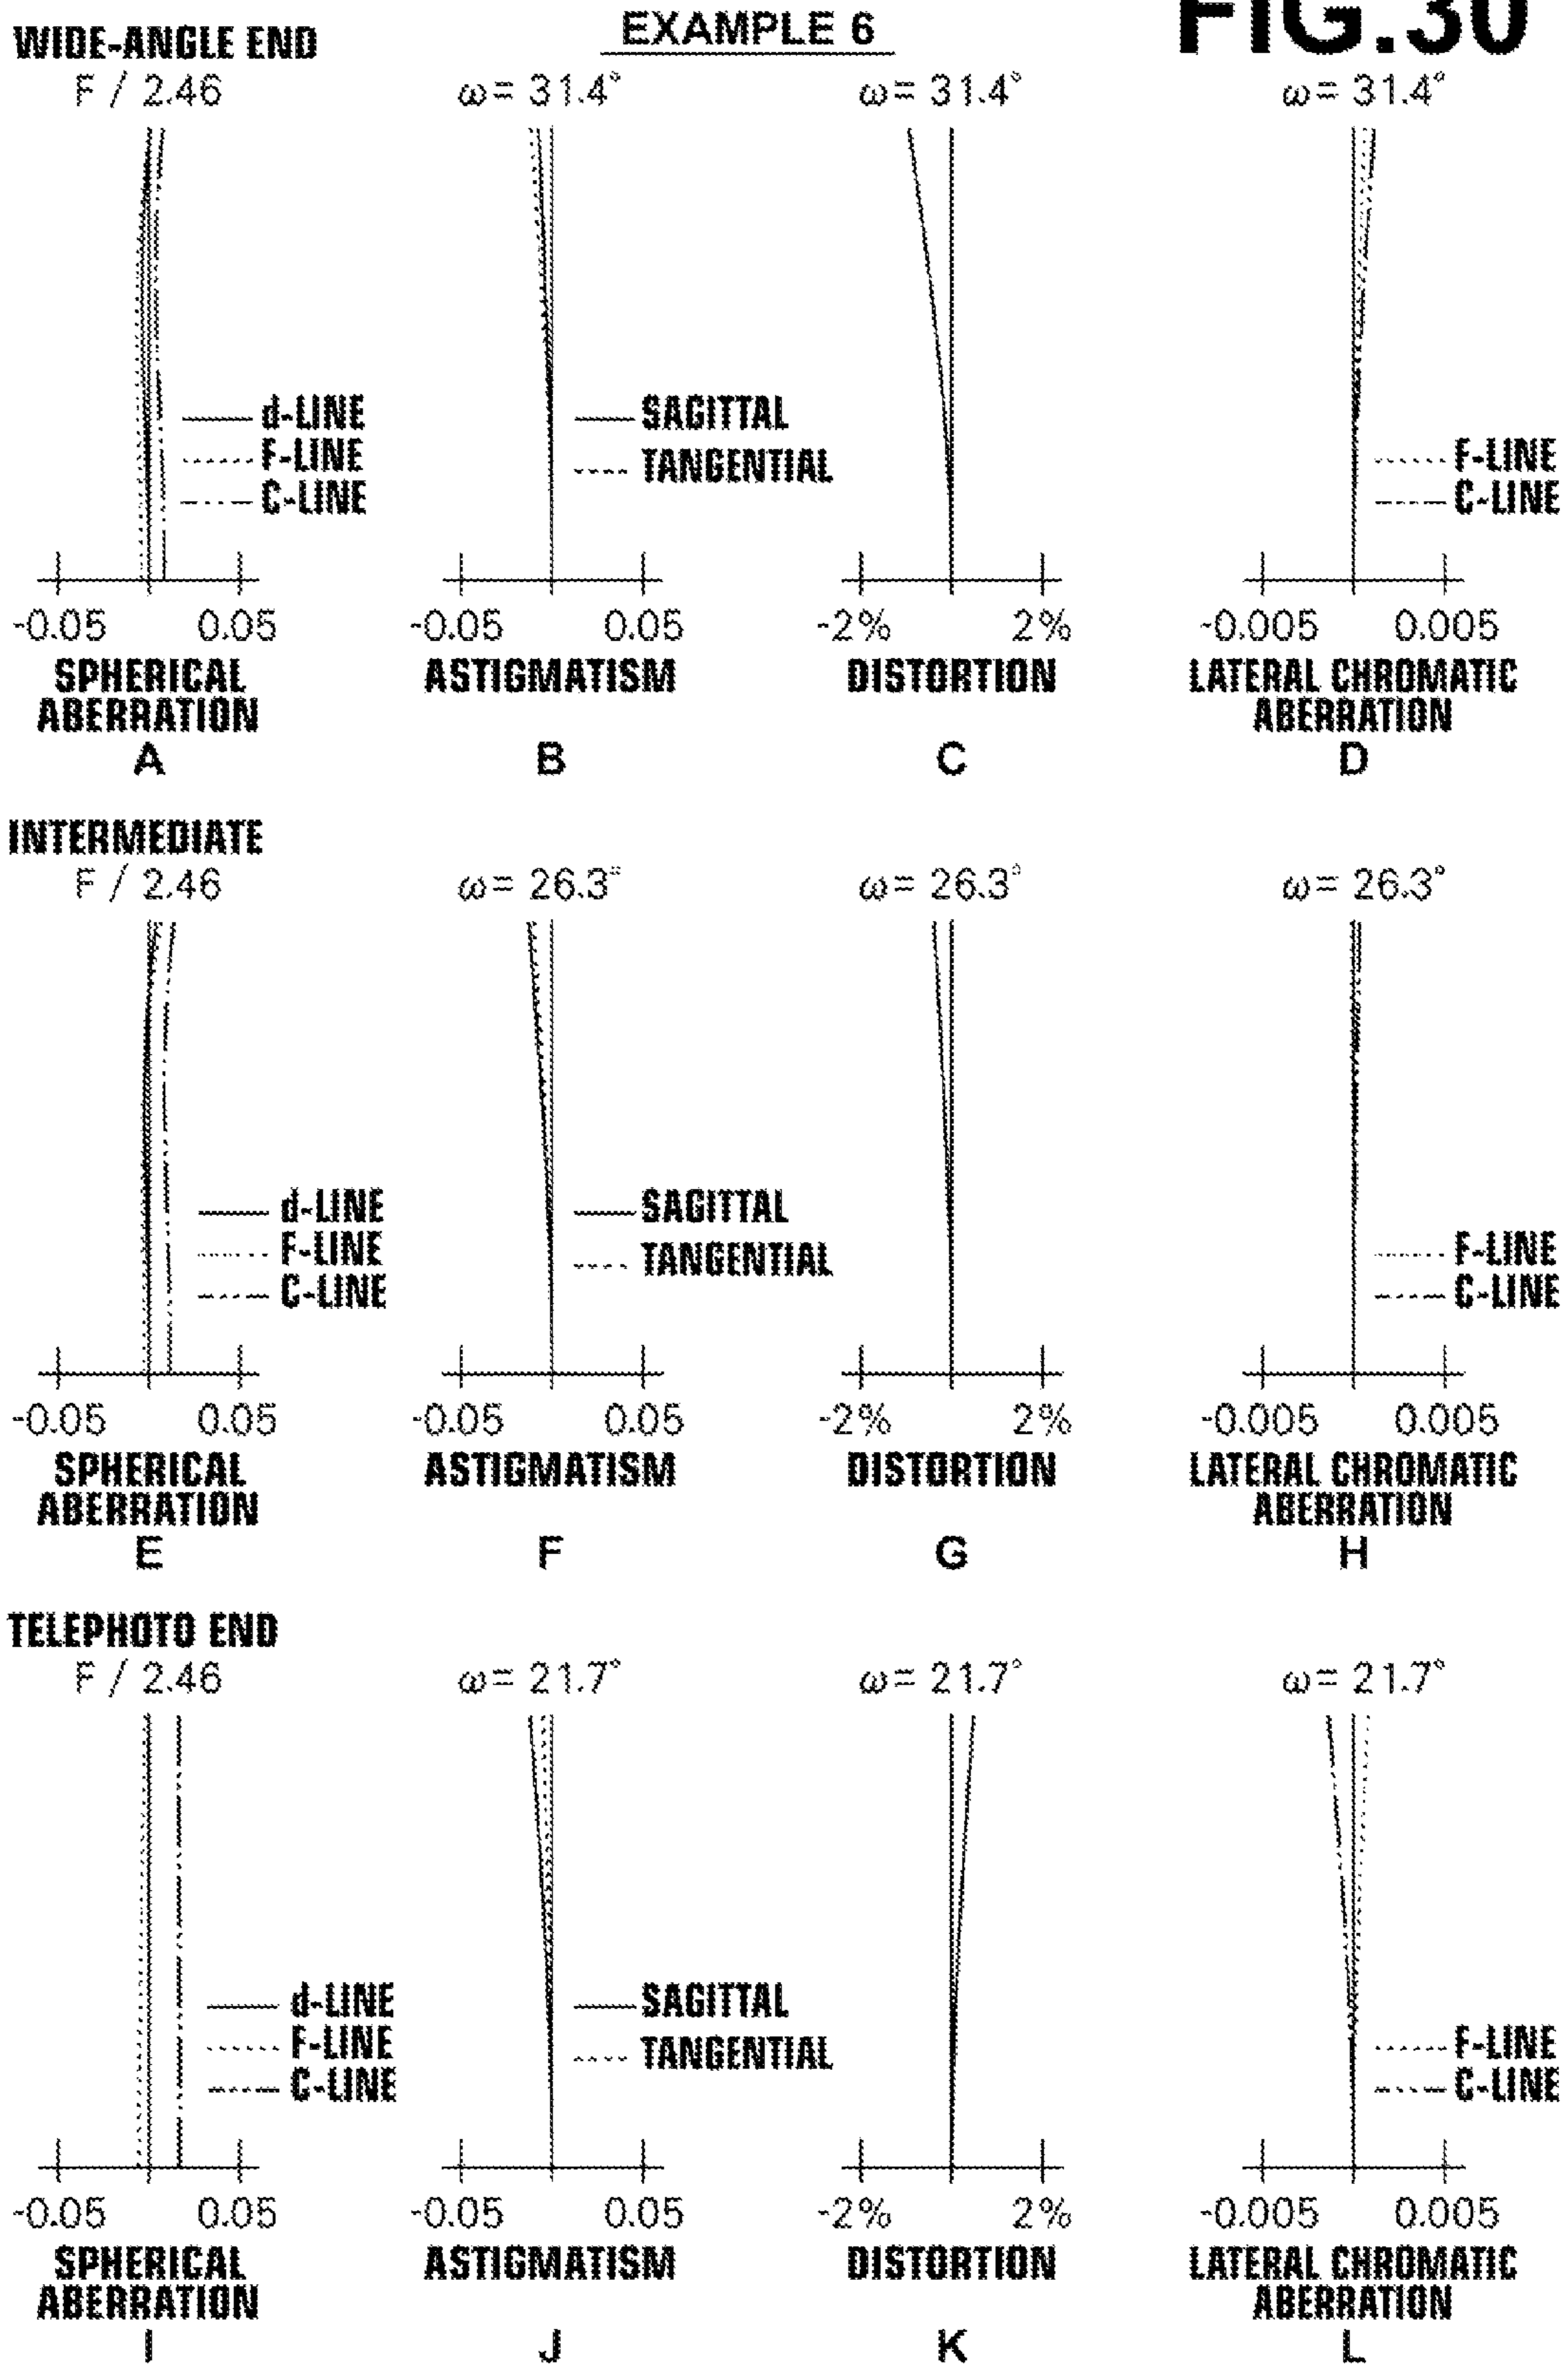 EXAMPLE 6
FIG.30
WIDE-ANGLE END
F / 2.46
ω= 31.4°
ω= 31.4°
ω= 31.4°
d-LINE
F-LINE
C-LINE
SAGITTAL
TANGENTIAL
F-LINE
C-LINE
-0.05 0.05
-0.05 0.05
-2% 2%
-0.005 0.005
SPHERICAL
ABERRATION
ASTIGMATISM
DISTORTION
LATERAL CHROMATIC
ABERRATION
A
B
C
D
INTERMEDIATE
F / 2.46
ω= 26.3°
ω= 26.3°
ω= 26.3°
d-LINE
F-LINE
C-LINE
SAGITTAL
TANGENTIAL
F-LINE
C-LINE
-0.05 0.05
-0.05 0.05
-2% 2%
-0.005 0.005
SPHERICAL
ABERRATION
ASTIGMATISM
DISTORTION
LATERAL CHROMATIC
ABERRATION
E
F
G
H
TELEPHOTO END
F / 2.46
ω= 21.7°
ω= 21.7°
ω= 21.7°
d-LINE
F-LINE
C-LINE
SAGITTAL
TANGENTIAL
F-LINE
C-LINE
-0.05 0.05
-0.05 0.05
-2% 2%
-0.005 0.005
SPHERICAL
ABERRATION
ASTIGMATISM
DISTORTION
LATERAL CHROMATIC
ABERRATION
I
J
K
L